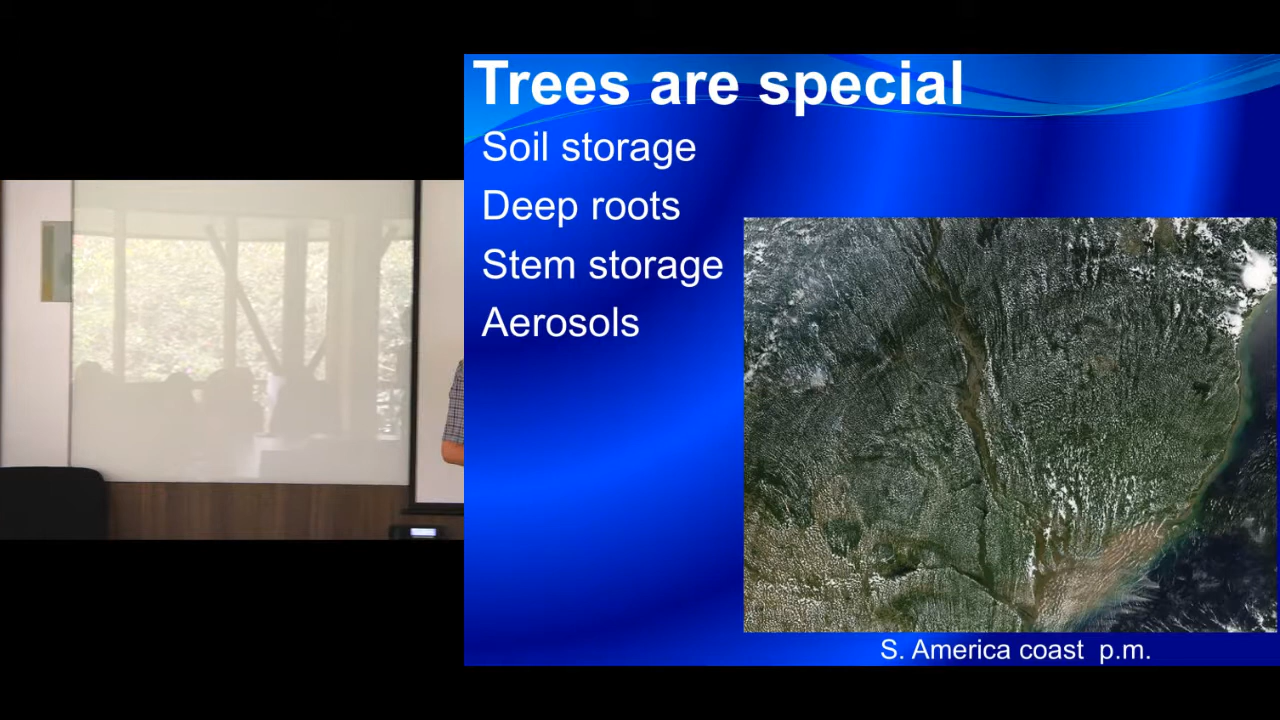 Trees are special
Soil storage
Deep roots
Stem storage
Aerosols
S. America coast p.m.